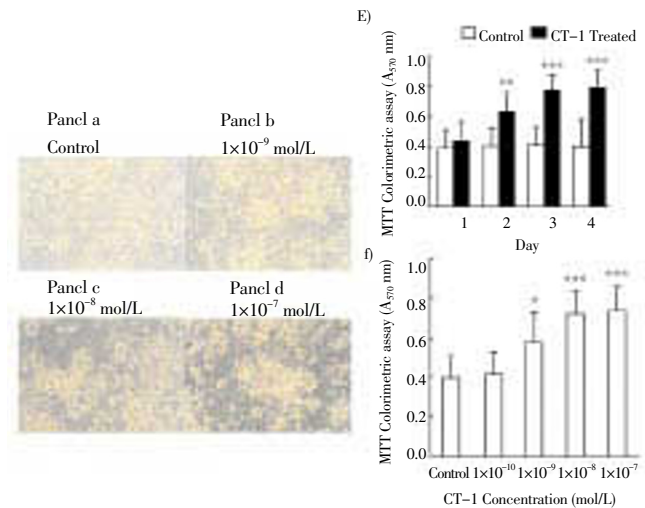 Pancl a
Control
Pancl b
1×10⁻⁹ mol/L
Pancl c
1×10⁻⁸ mol/L
Pancl d
1×10⁻⁷ mol/L
E)
Control CT−1 Treated
MTT Colorimetric assay (A₅₇₀ nm)
1.0
0.8
0.6
0.4
0.2
0.0
** *** ***
1 2 3 4
Day
f)
MTT Colorimetric assay (A₅₇₀ nm)
1.0
0.8
0.6
0.4
0.2
0.0
* *** ***
Control 1×10⁻¹⁰ 1×10⁻⁹ 1×10⁻⁸ 1×10⁻⁷
CT−1 Concentration (mol/L)